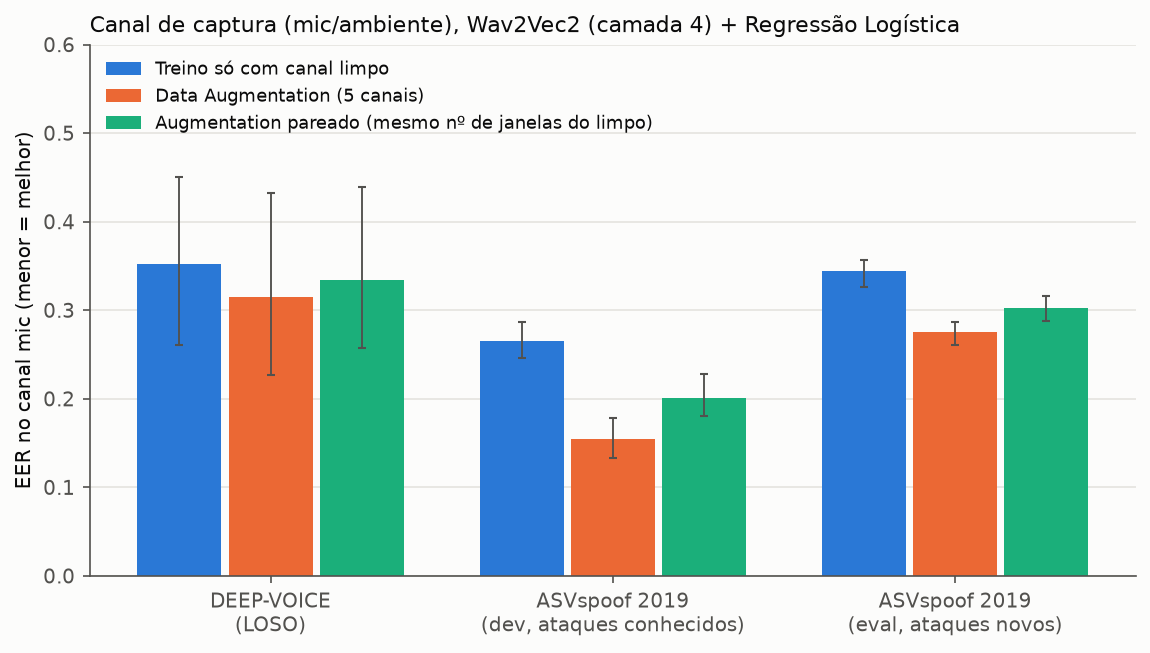 Canal de captura (mic/ambiente), Wav2Vec2 (camada 4) + Regressão Logística
EER no canal mic (menor = melhor)
0.6
0.5
0.4
0.3
0.2
0.1
0.0
Treino só com canal limpo
Data Augmentation (5 canais)
Augmentation pareado (mesmo nº de janelas do limpo)
DEEP-VOICE
(LOSO)
ASVspoof 2019
(dev, ataques conhecidos)
ASVspoof 2019
(eval, ataques novos)